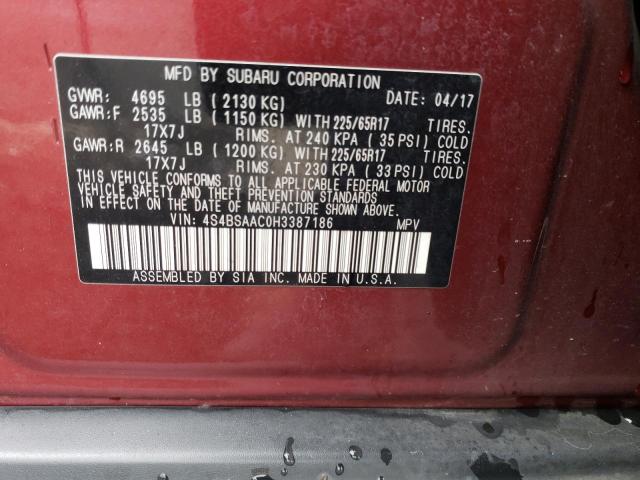 MFD BY SUBARU CORPORATION
GVWR: 4695 LB ( 2130 KG) DATE: 04/17
GAWR: F 2535 LB ( 1150 KG) WITH 225/65R17 TIRES.
17X7J RIMS. AT 240 KPA ( 35 PSI) COLD
GAWR: R 2645 LB ( 1200 KG) WITH 225/65R17 TIRES.
17X7J RIMS. AT 230 KPA ( 33 PSI) COLD
THIS VEHICLE CONFORMS TO ALL APPLICABLE FEDERAL MOTOR
VEHICLE SAFETY AND THEFT PREVENTION STANDARDS
IN EFFECT ON THE DATE OF MANUFACTURE SHOWN ABOVE.
VIN: 4S4BSAAC0H3387186 MPV
ASSEMBLED BY SIA INC. MADE IN U.S.A.